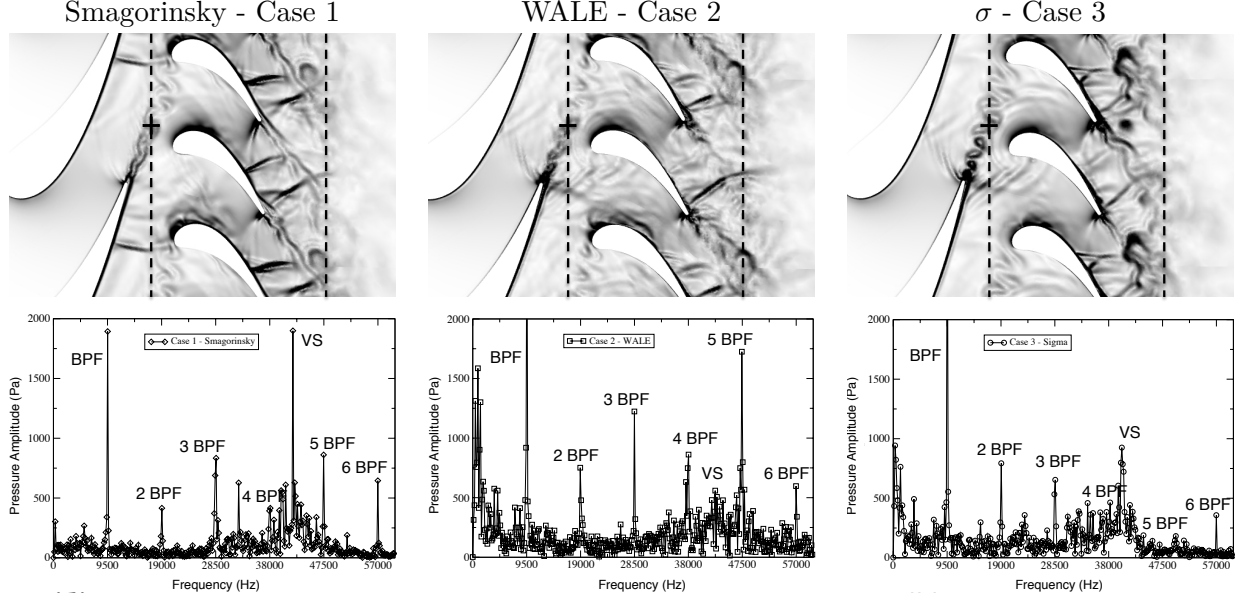 Smagorinsky - Case 1
WALE - Case 2
σ - Case 3
2000
1500
1000
500
0
Pressure Amplitude (Pa)
Case 1 - Smagorinsky
BPF
2 BPF
3 BPF
4 BPF
VS
5 BPF
6 BPF
0 9500 19000 28500 38000 47500 57000
Frequency (Hz)
2000
1500
1000
500
0
Pressure Amplitude (Pa)
Case 2 - WALE
BPF
2 BPF
3 BPF
4 BPF
VS
5 BPF
6 BPF
0 9500 19000 28500 38000 47500 57000
Frequency (Hz)
2000
1500
1000
500
0
Pressure Amplitude (Pa)
Case 3 - Sigma
BPF
2 BPF
3 BPF
4 BPF
VS
5 BPF
6 BPF
0 9500 19000 28500 38000 47500 57000
Frequency (Hz)